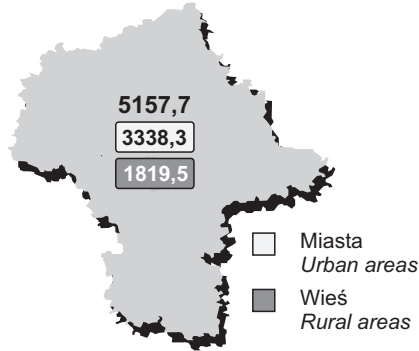 5157,7
3338,3
1819,5
Miasta
Urban areas
Wieś
Rural areas